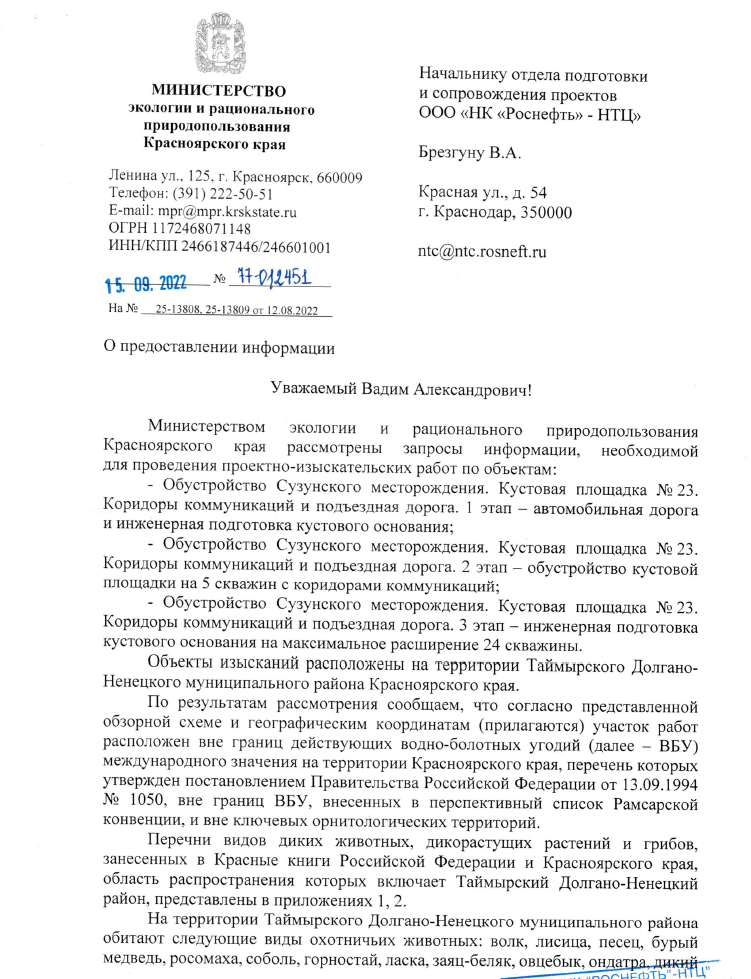 МИНИСТЕРСТВО
экологии и рационального
природопользования
Красноярского края
Ленина ул., 125, г. Красноярск, 660009
Телефон: (391) 222-50-51
E-mail: mpr@mpr.krskstate.ru
ОГРН 1172468071148
ИНН/КПП 2466187446/246601001
15. 09. 2022 № 77-012451
На № 25-13808, 25-13809 от 12.08.2022
Начальнику отдела подготовки
и сопровождения проектов
ООО «НК «Роснефть» - НТЦ»
Брезгуну В.А.
Красная ул., д. 54
г. Краснодар, 350000
ntc@ntc.rosneft.ru
О предоставлении информации
Уважаемый Вадим Александрович!
Министерством экологии и рационального природопользования
Красноярского края рассмотрены запросы информации, необходимой
для проведения проектно-изыскательских работ по объектам:
- Обустройство Сузунского месторождения. Кустовая площадка № 23.
Коридоры коммуникаций и подъездная дорога. 1 этап – автомобильная дорога
и инженерная подготовка кустового основания;
- Обустройство Сузунского месторождения. Кустовая площадка № 23.
Коридоры коммуникаций и подъездная дорога. 2 этап – обустройство кустовой
площадки на 5 скважин с коридорами коммуникаций;
- Обустройство Сузунского месторождения. Кустовая площадка № 23.
Коридоры коммуникаций и подъездная дорога. 3 этап – инженерная подготовка
кустового основания на максимальное расширение 24 скважины.
Объекты изысканий расположены на территории Таймырского Долгано-
Ненецкого муниципального района Красноярского края.
По результатам рассмотрения сообщаем, что согласно представленной
обзорной схеме и географическим координатам (прилагаются) участок работ
расположен вне границ действующих водно-болотных угодий (далее – ВБУ)
международного значения на территории Красноярского края, перечень которых
утвержден постановлением Правительства Российской Федерации от 13.09.1994
№ 1050, вне границ ВБУ, внесенных в перспективный список Рамсарской
конвенции, и вне ключевых орнитологических территорий.
Перечни видов диких животных, дикорастущих растений и грибов,
занесенных в Красные книги Российской Федерации и Красноярского края,
область распространения которых включает Таймырский Долгано-Ненецкий
район, представлены в приложениях 1, 2.
На территории Таймырского Долгано-Ненецкого муниципального района
обитают следующие виды охотничьих животных: волк, лисица, песец, бурый
медведь, росомаха, соболь, горностай, ласка, заяц-беляк, овцебык, ондатра, дикий
"РОСНЕФТЬ"-НТЦ"